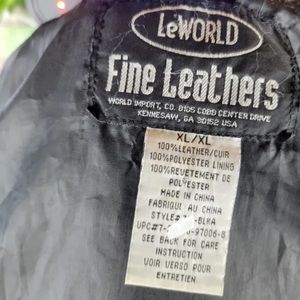 LeWORLD
Fine Leathers
WORLD IMPORT, CO. 8105 COBB CENTER DRIVE
KENNESAW, GA 30152 USA
XL/XL
100%LEATHER/CUIR
100%POLYESTER LINING
100%REVETEMENT DE
POLYESTER
MADE IN CHINA
FABRIQUE AU CHINA
SEE BACK FOR CARE
INSTRUCTION
VOIR VERSO POUR
ENTRETIEN